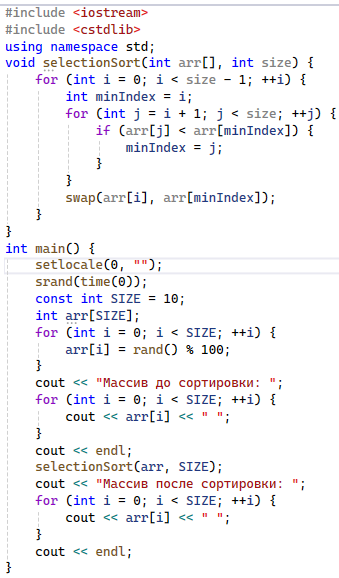 #include <iostream>
#include <cstdlib>
using namespace std;
void selectionSort(int arr[], int size) {
    for (int i = 0; i < size - 1; ++i) {
        int minIndex = i;
        for (int j = i + 1; j < size; ++j) {
            if (arr[j] < arr[minIndex]) {
                minIndex = j;
            }
        }
        swap(arr[i], arr[minIndex]);
    }
}
int main() {
    setlocale(0, "");
    srand(time(0));
    const int SIZE = 10;
    int arr[SIZE];
    for (int i = 0; i < SIZE; ++i) {
        arr[i] = rand() % 100;
    }
    cout << "Массив до сортировки: ";
    for (int i = 0; i < SIZE; ++i) {
        cout << arr[i] << " ";
    }
    cout << endl;
    selectionSort(arr, SIZE);
    cout << "Массив после сортировки: ";
    for (int i = 0; i < SIZE; ++i) {
        cout << arr[i] << " ";
    }
    cout << endl;
}